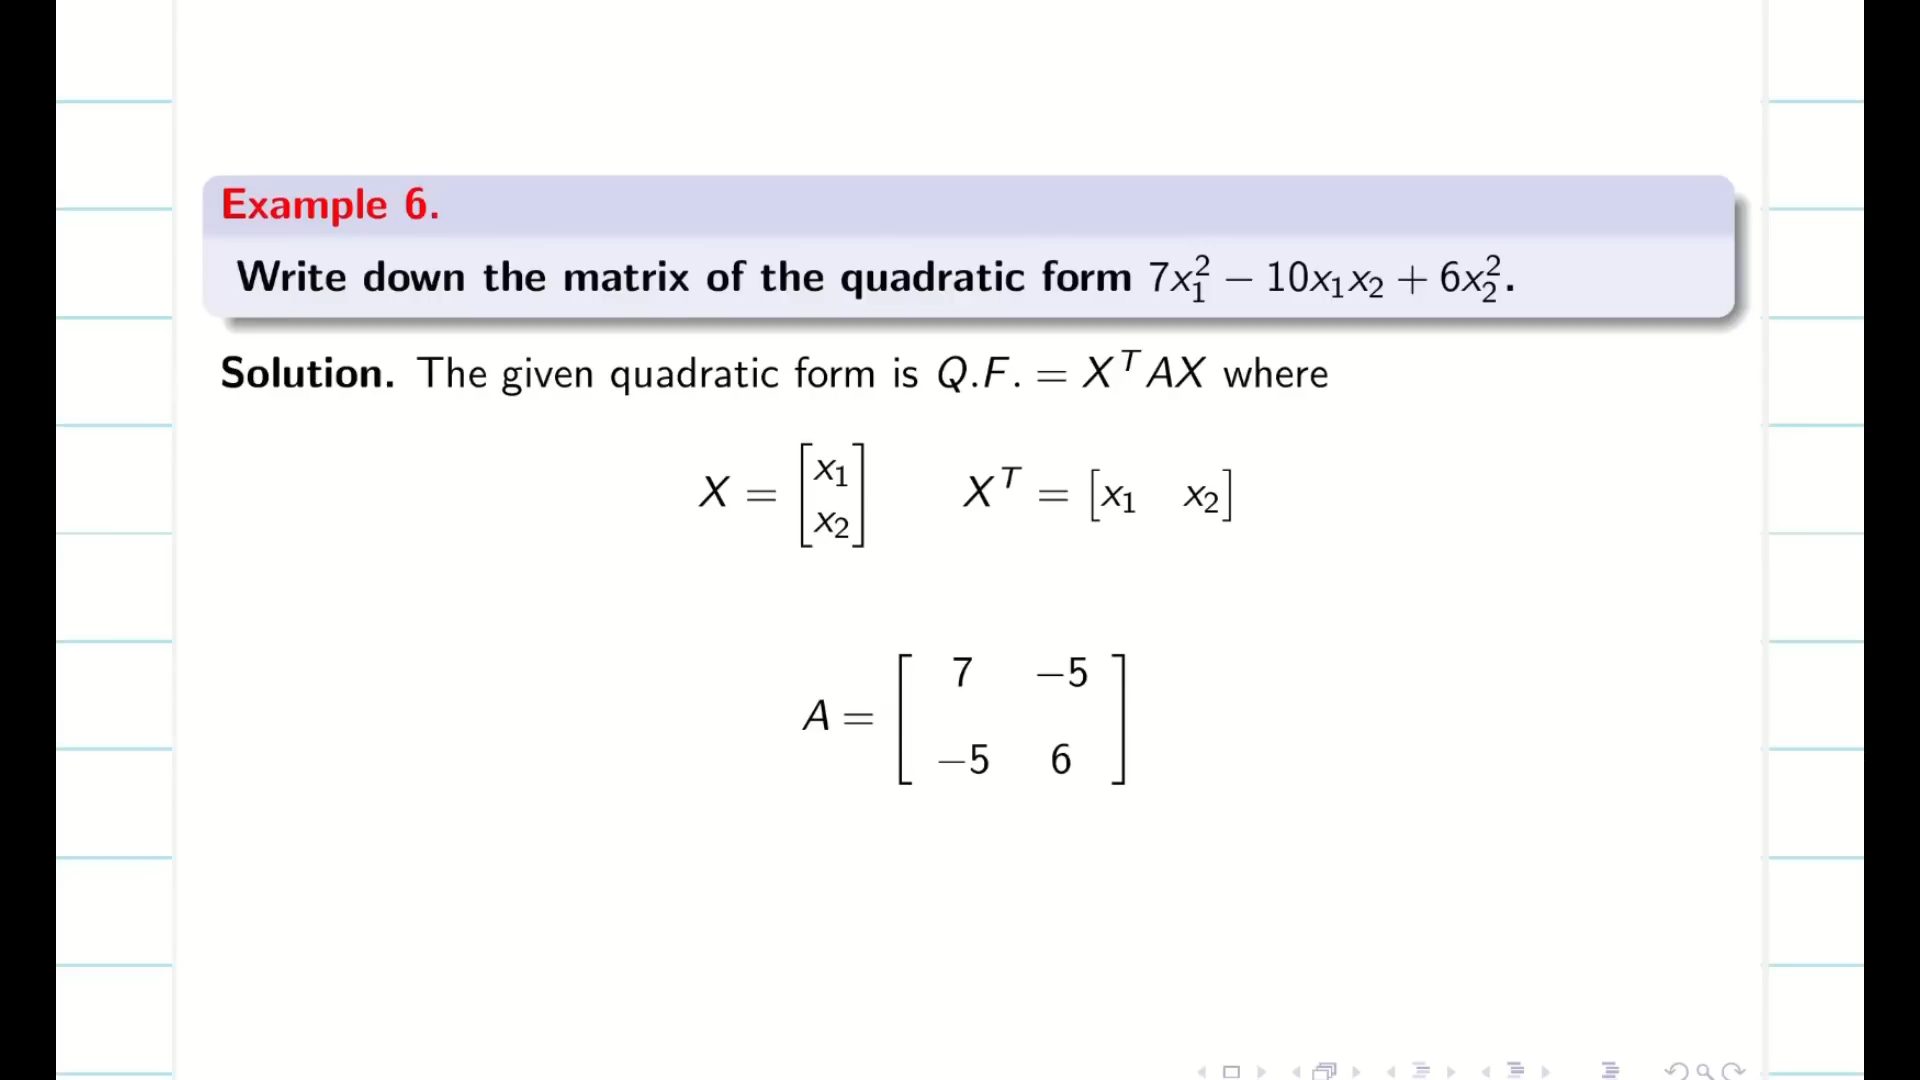 Example 6.
Write down the matrix of the quadratic form 7x₁² − 10x₁x₂ + 6x₂².
Solution. The given quadratic form is Q.F. = XᵀAX where
X = [x₁ x₂] Xᵀ = [x₁ x₂]
A = [7 −5
−5 6]